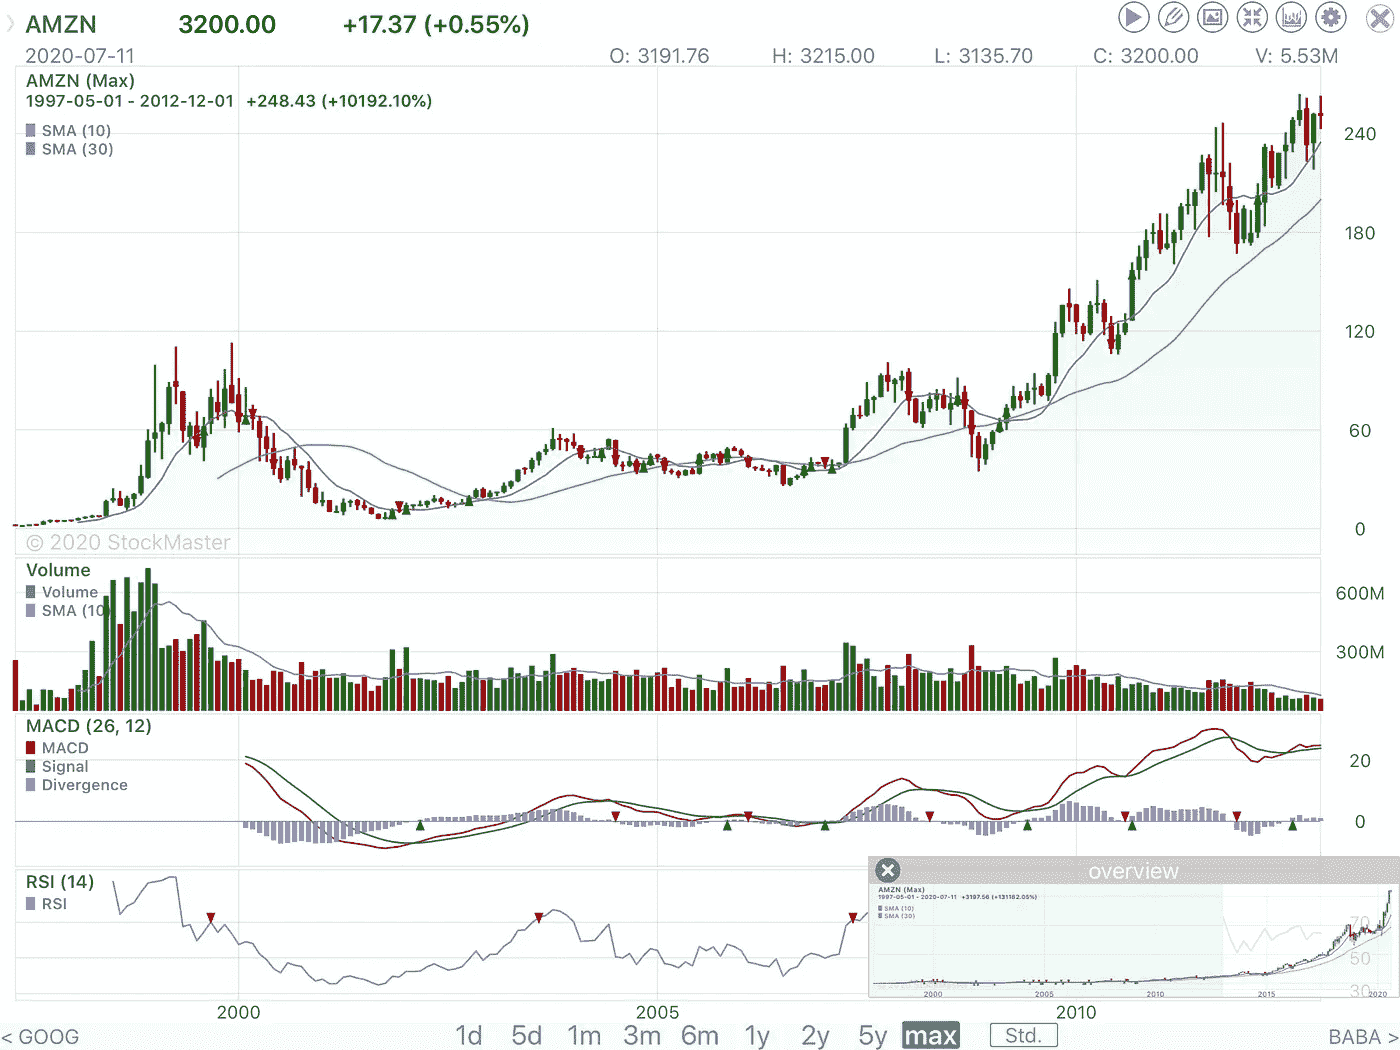 AMZN 3200.00 +17.37 (+0.55%)
2020-07-11 O: 3191.76 H: 3215.00 L: 3135.70 C: 3200.00 V: 5.53M
AMZN (Max)
1997-05-01 - 2012-12-01 +248.43 (+10192.10%)
SMA (10)
SMA (30)
240
180
120
60
0
© 2020 StockMaster
Volume
Volume
SMA (10)
600M
300M
MACD (26, 12)
MACD
Signal
Divergence
20
0
RSI (14)
RSI
overview
AMZN (Max)
1997-05-01 - 2020-07-11 +3197.56 (+131182.05%)
SMA (10)
SMA (30)
70
50
30
2000 2005 2010 2015 2020
2000 2005 2010
< GOOG 1d 5d 1m 3m 6m 1y 2y 5y max Std. BABA >